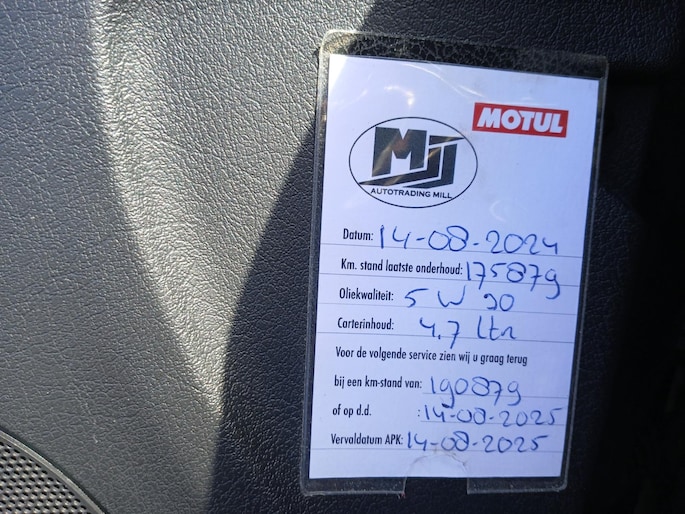 MOTUL
MJ
AUTOTRADING MILL
Datum: 14-08-2024
Km. stand laatste onderhoud: 175879
Oliekwaliteit: 5 W 30
Carterinhoud: 4.7 Ltr
Voor de volgende service zien wij u graag terug
bij een km-stand van: 190879
of op d.d. : 14-08-2025
Vervaldatum APK: 14-08-2025